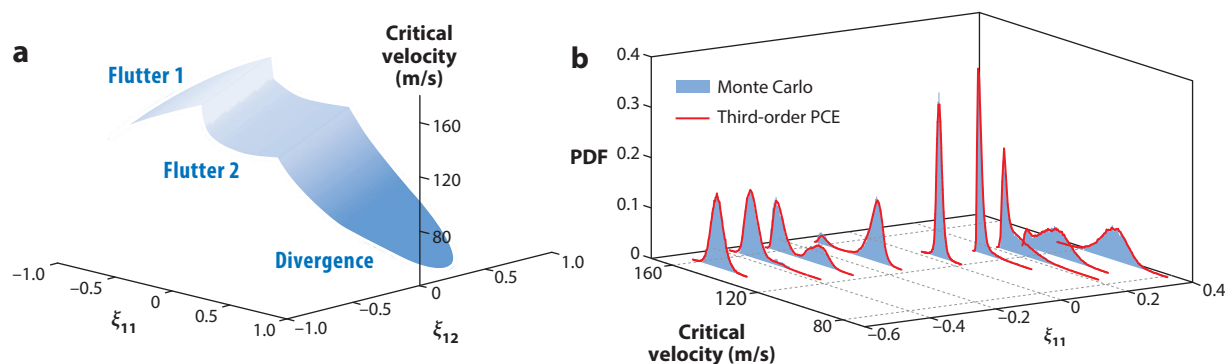 a
Critical
velocity
(m/s)
Flutter 1
Flutter 2
Divergence
160
120
80
−1.0
−0.5
0
0.5
1.0
ξ11
−1.0
−0.5
0
0.5
1.0
ξ12
b
0.4
0.3
0.2
0.1
0
PDF
Monte Carlo
Third-order PCE
160
120
80
Critical
velocity (m/s)
−0.6
−0.4
−0.2
0
0.2
0.4
ξ11